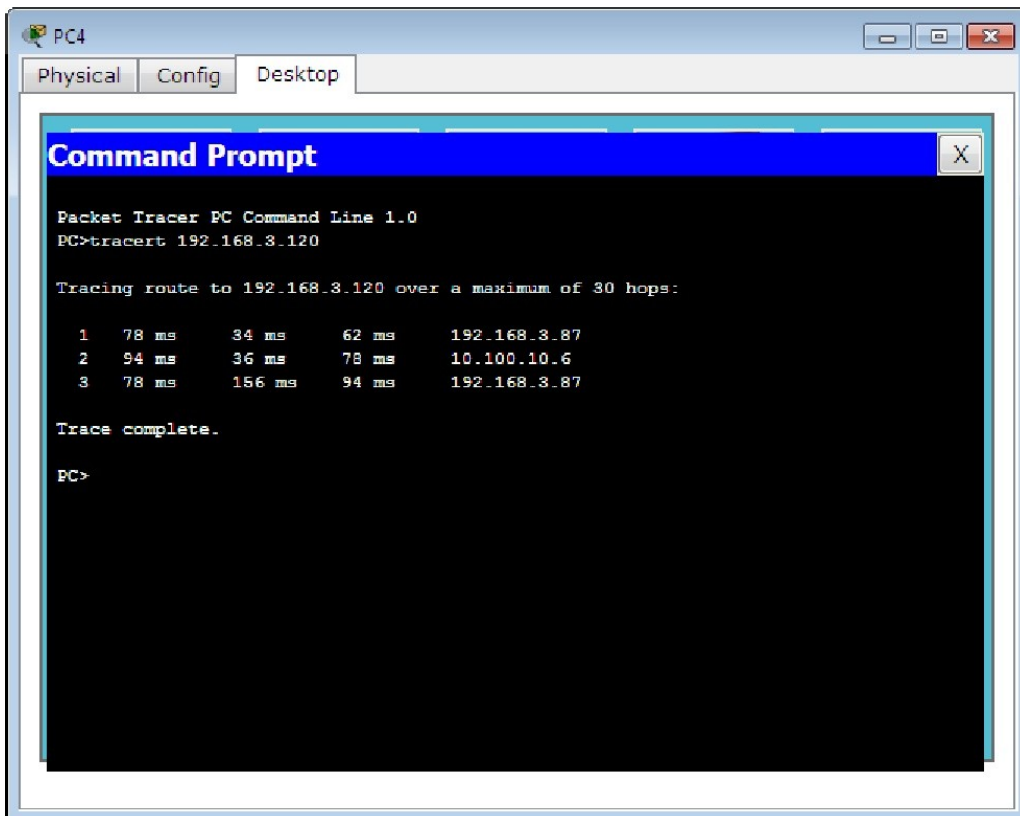 PC4
Physical Config Desktop
Command Prompt X
Packet Tracer PC Command Line 1.0
PC>tracert 192.168.3.120
Tracing route to 192.168.3.120 over a maximum of 30 hops:
1 78 ms 34 ms 62 ms 192.168.3.87
2 94 ms 36 ms 78 ms 10.100.10.6
3 78 ms 156 ms 94 ms 192.168.3.87
Trace complete.
PC>